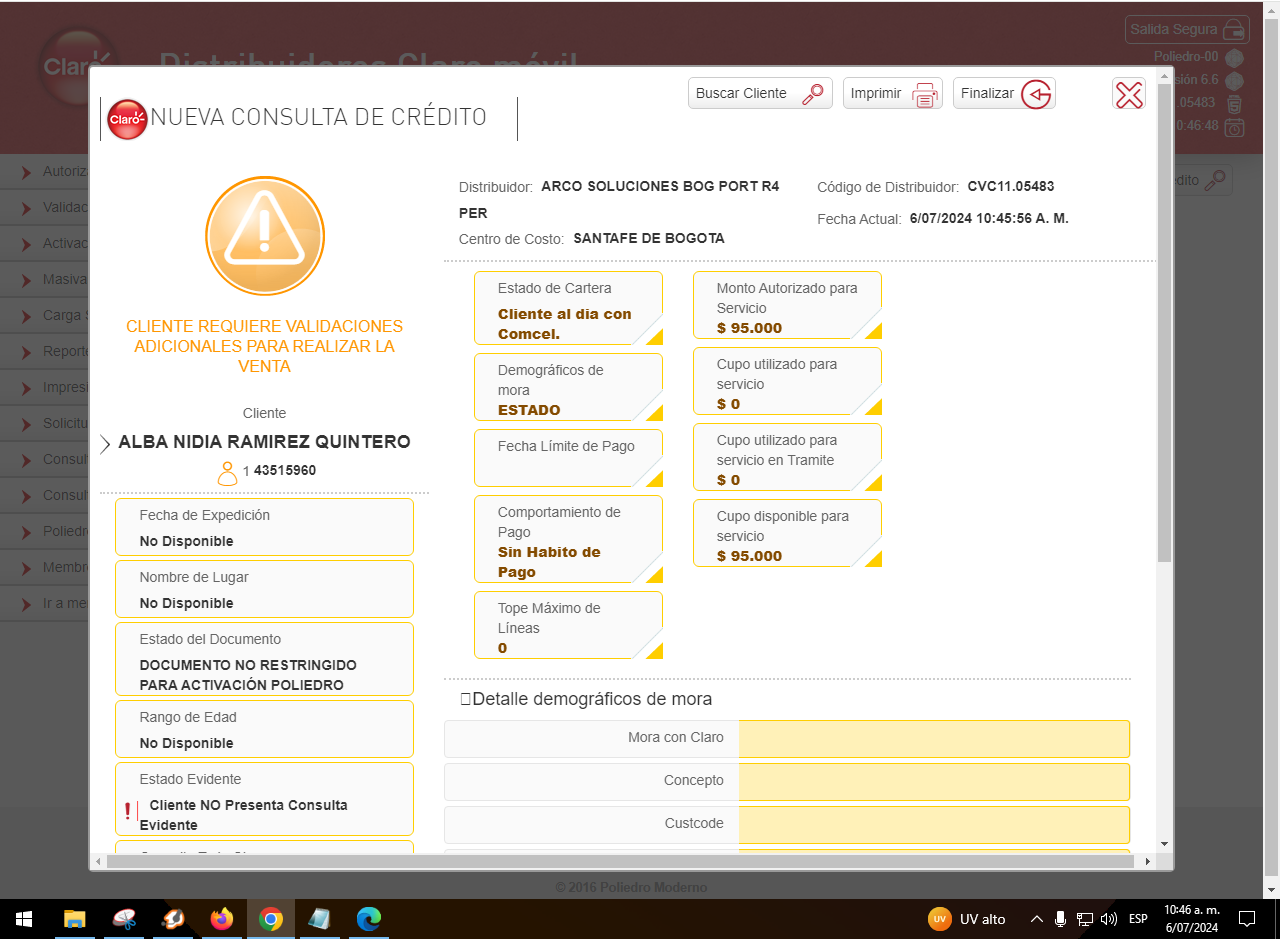 Salida Segura
Poliedro-00
sión 6.6
.05483
0:46:48
Claro
Distribuidores Claro móvil
Buscar Cliente
Imprimir
Finalizar
Claro
NUEVA CONSULTA DE CRÉDITO
Autoriz
Validac
Activac
Masiva
Carga S
Reporte
Impresi
Solicitu
Consul
Consul
Poliedr
Membr
Ir a me
dito
CLIENTE REQUIERE VALIDACIONES
ADICIONALES PARA REALIZAR LA
VENTA
Cliente
ALBA NIDIA RAMIREZ QUINTERO
1 43515960
Fecha de Expedición
No Disponible
Nombre de Lugar
No Disponible
Estado del Documento
DOCUMENTO NO RESTRINGIDO
PARA ACTIVACIÓN POLIEDRO
Rango de Edad
No Disponible
Estado Evidente
! Cliente NO Presenta Consulta
Evidente
Distribuidor: ARCO SOLUCIONES BOG PORT R4
PER
Centro de Costo: SANTAFE DE BOGOTA
Código de Distribuidor: CVC11.05483
Fecha Actual: 6/07/2024 10:45:56 A. M.
Estado de Cartera
Cliente al dia con
Comcel.
Demográficos de
mora
ESTADO
Fecha Límite de Pago
Comportamiento de
Pago
Sin Habito de
Pago
Tope Máximo de
Líneas
0
Monto Autorizado para
Servicio
$ 95.000
Cupo utilizado para
servicio
$ 0
Cupo utilizado para
servicio en Tramite
$ 0
Cupo disponible para
servicio
$ 95.000
Detalle demográficos de mora
Mora con Claro
Concepto
Custcode
© 2016 Poliedro Moderno
UV
UV alto
ESP
10:46 a. m.
6/07/2024